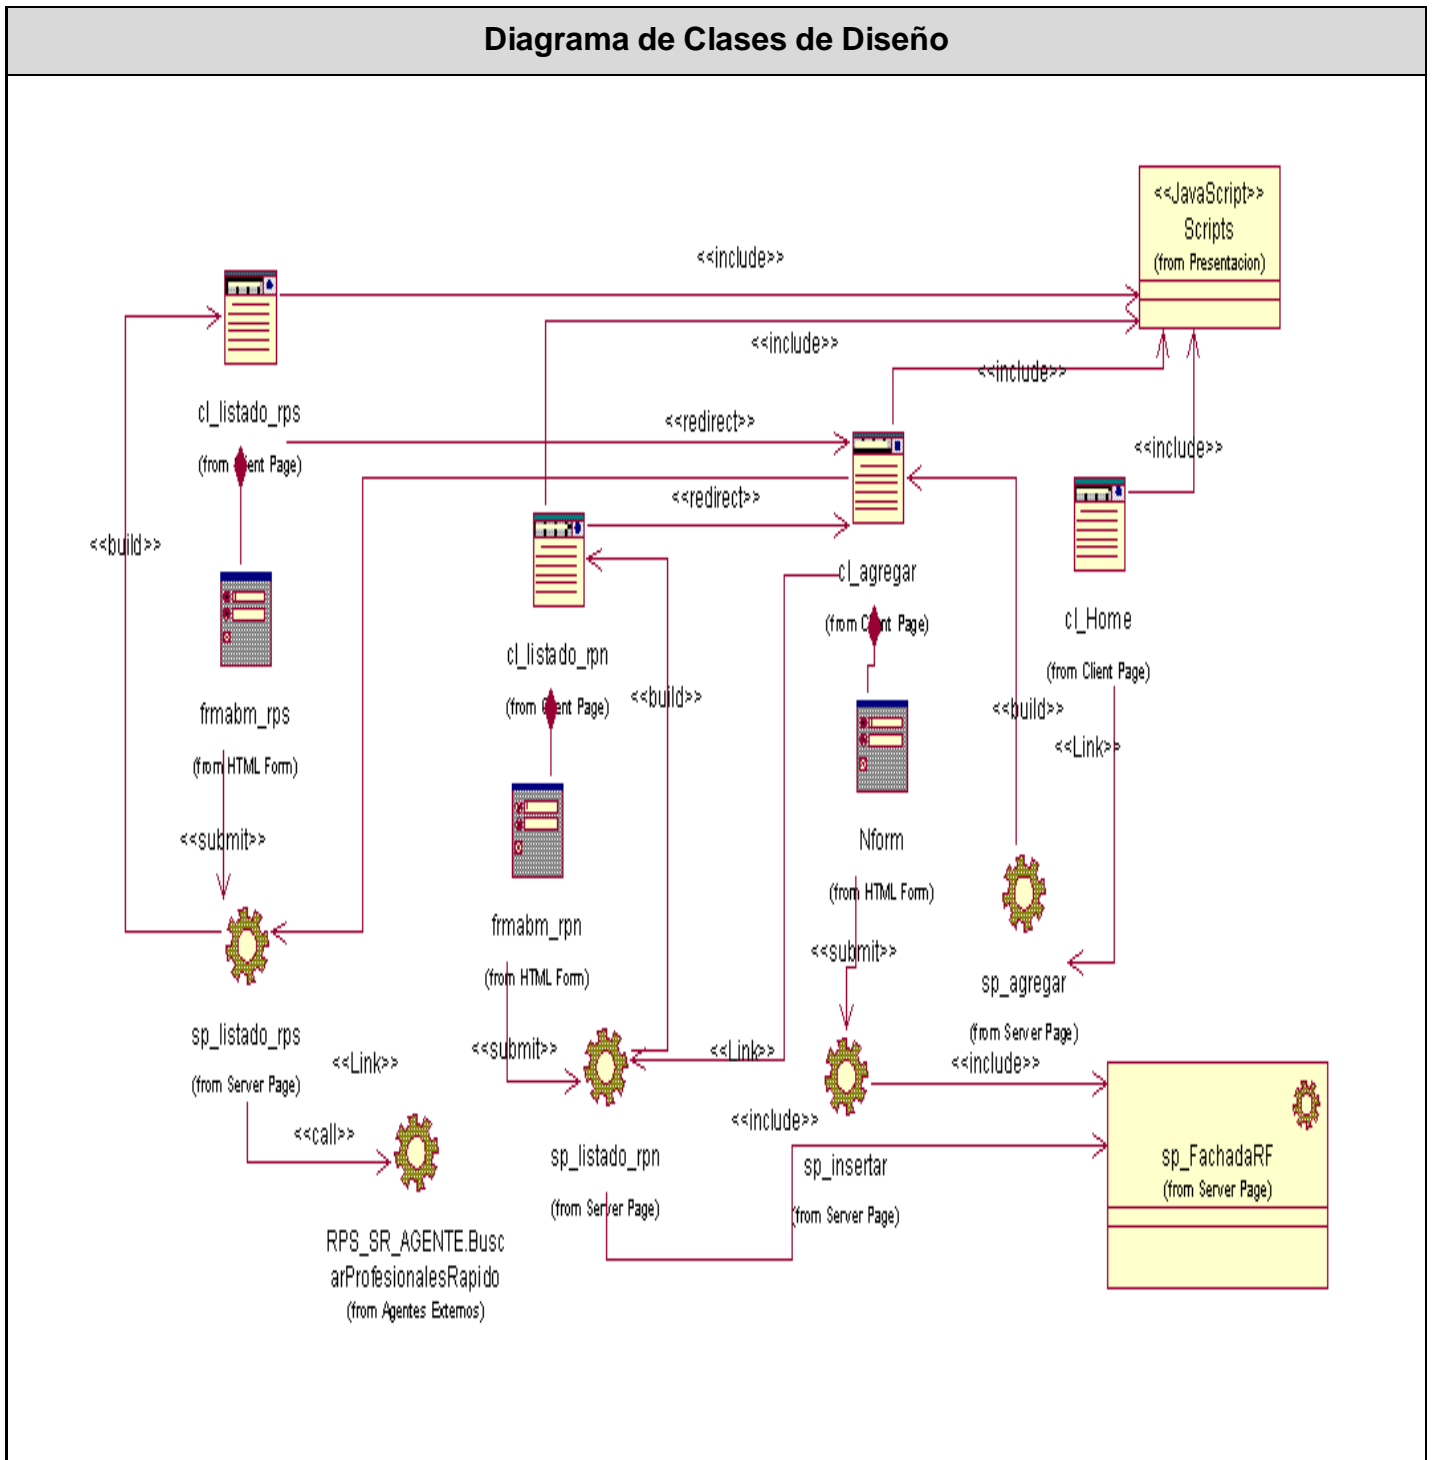 Diagrama de Clases de Diseño
<<JavaScript>>
Scripts
(from Presentacion)
<<include>>
<<include>>
<<include>>
cl_listado_rps
(from Client Page)
<<redirect>>
<<include>>
<<redirect>>
<<build>>
cl_agregar
(from Client Page)
cl_Home
(from Client Page)
cl_listado_rpn
(from Client Page)
<<build>>
<<build>>
<<Link>>
frmabm_rps
(from HTML Form)
<<submit>>
Nform
(from HTML Form)
frmabm_rpn
(from HTML Form)
<<submit>>
sp_agregar
(from Server Page)
sp_listado_rps
(from Server Page)
<<Link>>
<<submit>>
<<Link>>
<<include>>
<<call>>
<<include>>
sp_listado_rpn
(from Server Page)
sp_insertar
(from Server Page)
sp_FachadaRF
(from Server Page)
RPS_SR_AGENTE.Busc
arProfesionalesRapido
(from Agentes Externos)